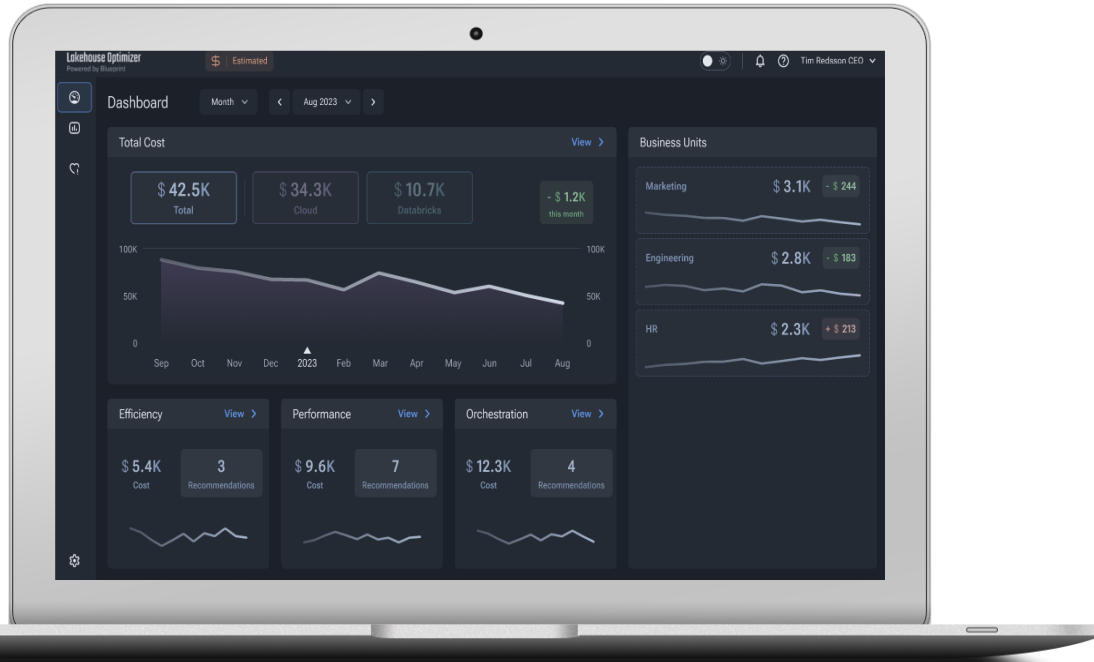 Lakehouse Optimizer
Powered by Blueprint
$ Estimated
Tim Redsson CEO
Dashboard
Month
Aug 2023
Total Cost
View >
$ 42.5K
Total
$ 34.3K
Cloud
$ 10.7K
Databricks
- $ 1.2K
this month
100K
100K
50K
50K
0
0
Sep Oct Nov Dec 2023 Feb Mar Apr May Jun Jul Aug
Business Units
Marketing $ 3.1K - $ 244
Engineering $ 2.8K - $ 183
HR $ 2.3K + $ 213
Efficiency View >
$ 5.4K
Cost
3
Recommendations
Performance View >
$ 9.6K
Cost
7
Recommendations
Orchestration View >
$ 12.3K
Cost
4
Recommendations